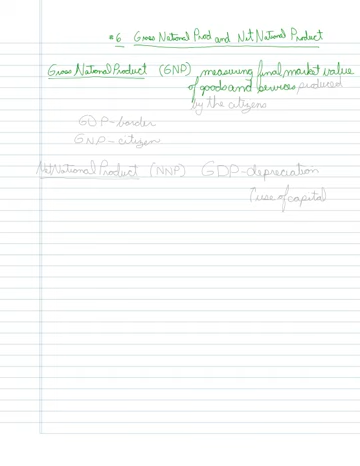 #6 Gross National Prod and Net National Product
Gross National Product (GNP) measuring final market value
of goods and services produced
by the citizens
GDP-border
GNP-citizen
Net National Product (NNP) GDP-depreciation
↑ use of capital